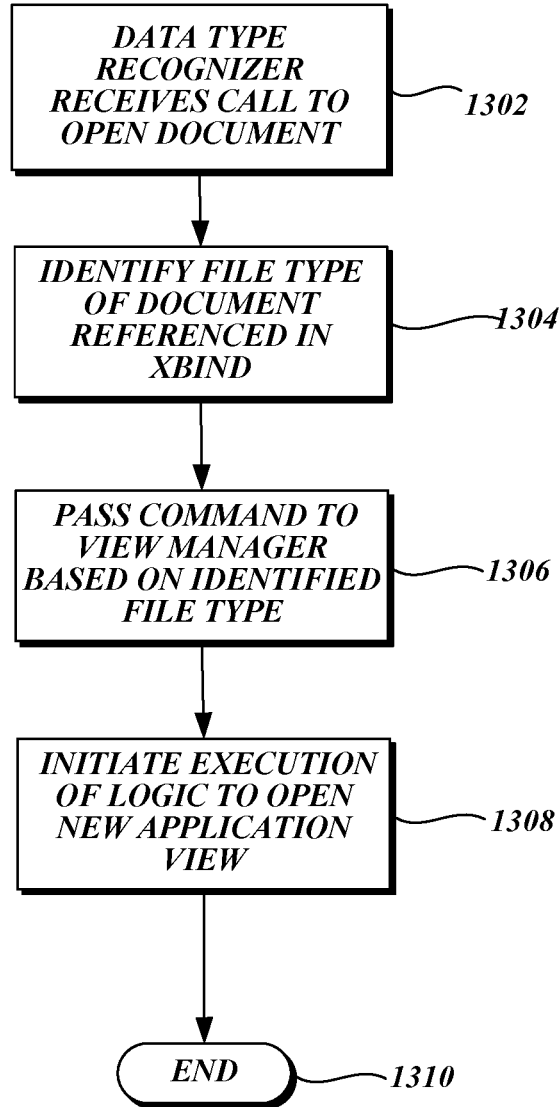 DATA TYPE
RECOGNIZER
RECEIVES CALL TO
OPEN DOCUMENT
1302
IDENTIFY FILE TYPE
OF DOCUMENT
REFERENCED IN
XBIND
1304
PASS COMMAND TO
VIEW MANAGER
BASED ON IDENTIFIED
FILE TYPE
1306
INITIATE EXECUTION
OF LOGIC TO OPEN
NEW APPLICATION
VIEW
1308
END
1310